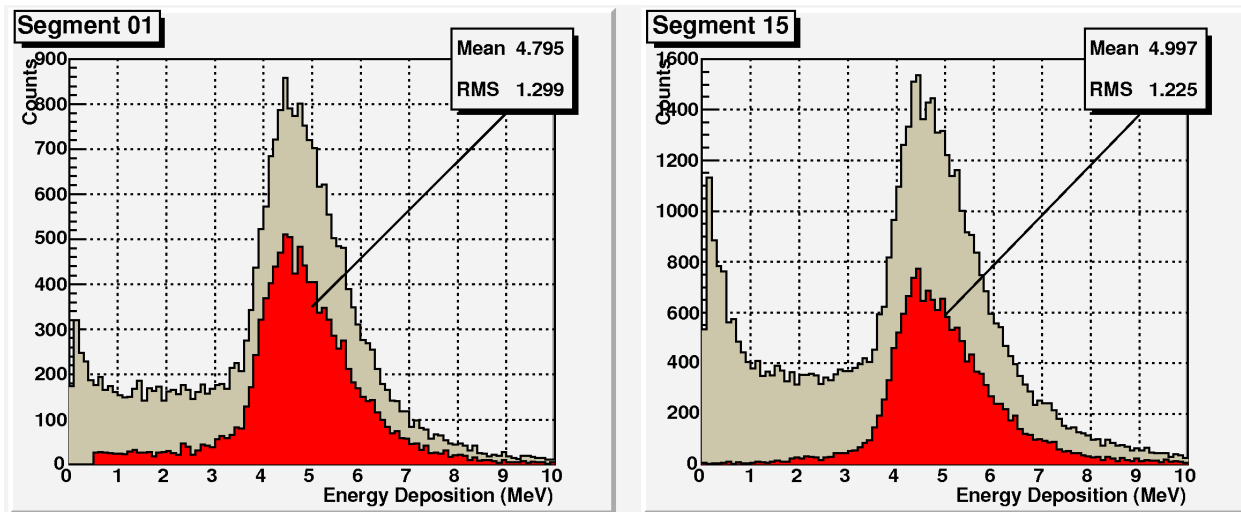 Segment 01
Mean 4.795
RMS 1.299
Counts
900
800
700
600
500
400
300
200
100
0
0 1 2 3 4 5 6 7 8 9 10
Energy Deposition (MeV)
Segment 15
Mean 4.997
RMS 1.225
Counts
1600
1400
1200
1000
800
600
400
200
0
0 1 2 3 4 5 6 7 8 9 10
Energy Deposition (MeV)